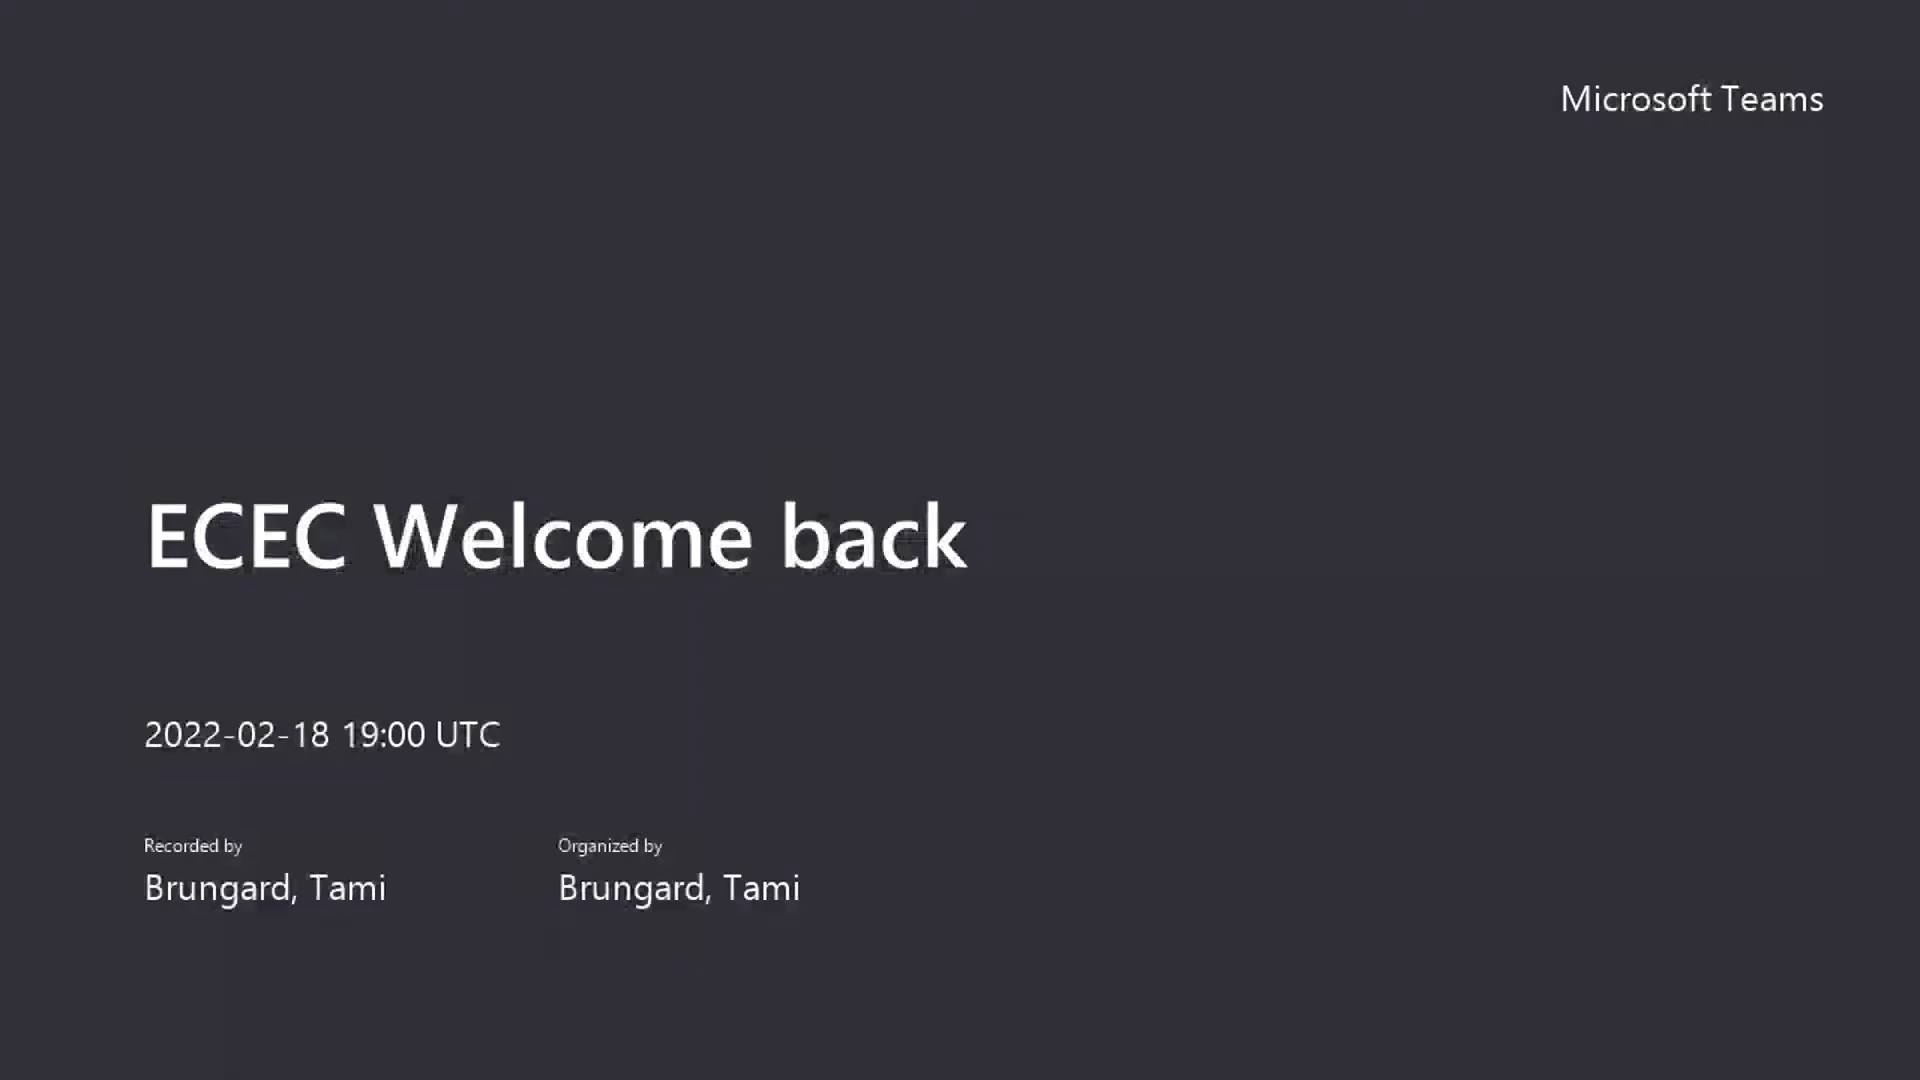 Microsoft Teams
ECEC Welcome back
2022-02-18 19:00 UTC
Recorded by
Brungard, Tami
Organized by
Brungard, Tami